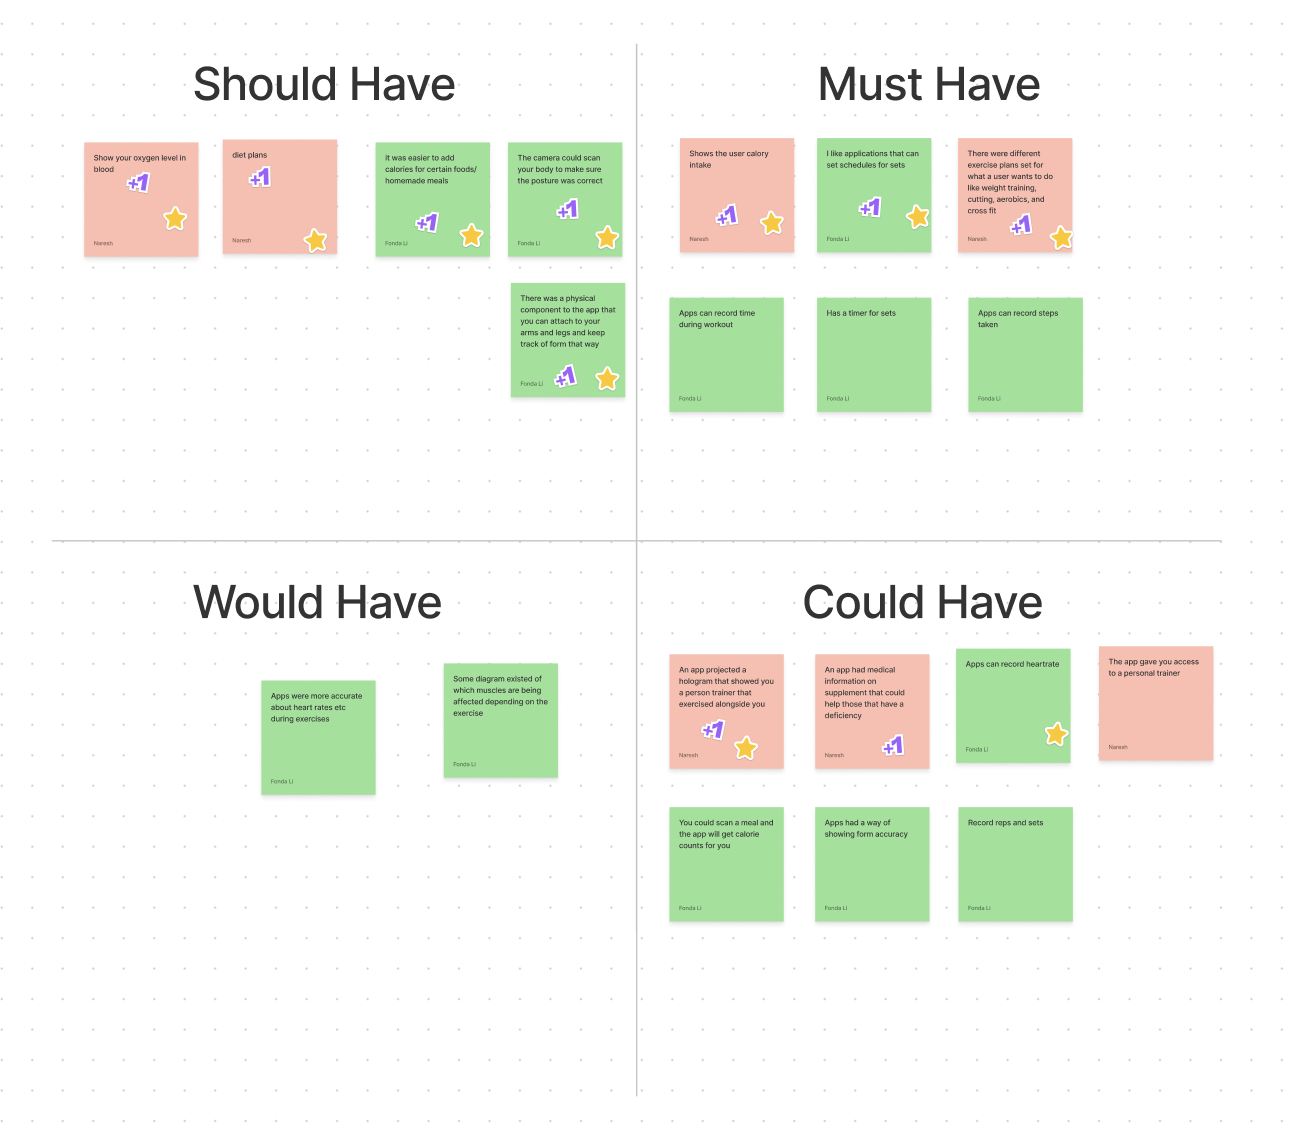 Should Have
Show your oxygen level in
blood
+1
Naresh
diet plans
+1
Naresh
it was easier to add
calories for certain foods/
homemade meals
+1
Fonda Li
The camera could scan
your body to make sure
the posture was correct
+1
Fonda Li
There was a physical
component to the app that
you can attach to your
arms and legs and keep
track of form that way
+1
Fonda Li
Must Have
Shows the user calory
intake
+1
Naresh
I like applications that can
set schedules for sets
+1
Fonda Li
There were different
exercise plans set for
what a user wants to do
like weight training,
cutting, aerobics, and
cross fit
+1
Naresh
Apps can record time
during workout
Fonda Li
Has a timer for sets
Fonda Li
Apps can record steps
taken
Fonda Li
Would Have
Apps were more accurate
about heart rates etc
during exercises
Fonda Li
Some diagram existed of
which muscles are being
affected depending on the
exercise
Fonda Li
Could Have
An app projected a
hologram that showed you
a person trainer that
exercised alongside you
+1
Naresh
An app had medical
information on
supplement that could
help those that have a
deficiency
+1
Naresh
Apps can record heartrate
Fonda Li
The app gave you access
to a personal trainer
Naresh
You could scan a meal and
the app will get calorie
counts for you
Fonda Li
Apps had a way of
showing form accuracy
Fonda Li
Record reps and sets
Fonda Li